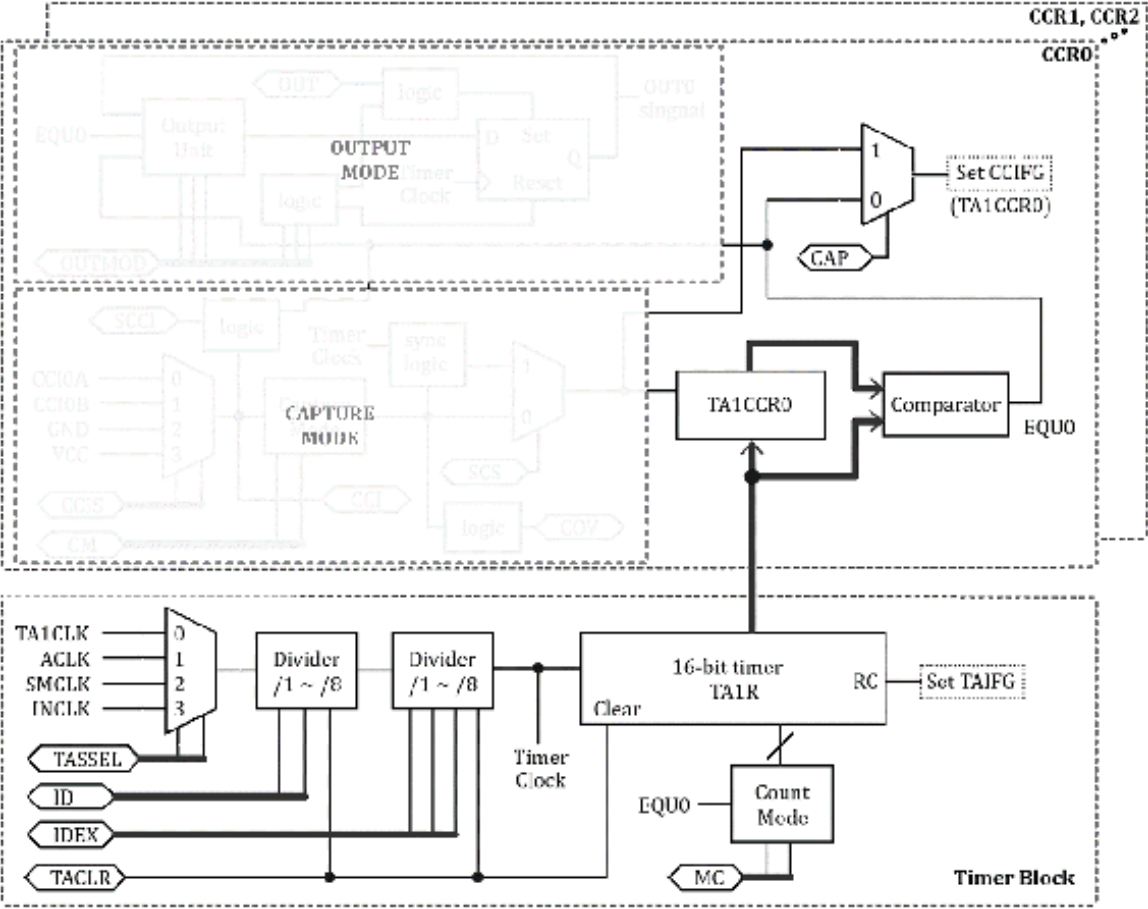 CCR1, CCR2
CCR0
OUT
logic
OUT0
singnal
EQU0
Output
Unit
OUTPUT
MODE
D
Set
Q
Timer
Clock
Reset
logic
OUTMOD
1
0
Set CCIFG
(TA1CCR0)
CAP
SCCI
logic
Timer
Clock
sync
logic
CCI0A
CCI0B
GND
VCC
0
1
2
3
CAPTURE
MODE
1
0
SCS
CCIS
CCI
CM
logic
COV
TA1CCR0
Comparator
EQU0
TA1CLK
ACLK
SMCLK
INCLK
0
1
2
3
Divider
/1 ~ /8
Divider
/1 ~ /8
16-bit timer
TA1R
RC
Clear
Set TAIFG
Timer
Clock
TASSEL
ID
IDEX
TACLR
EQU0
Count
Mode
MC
Timer Block